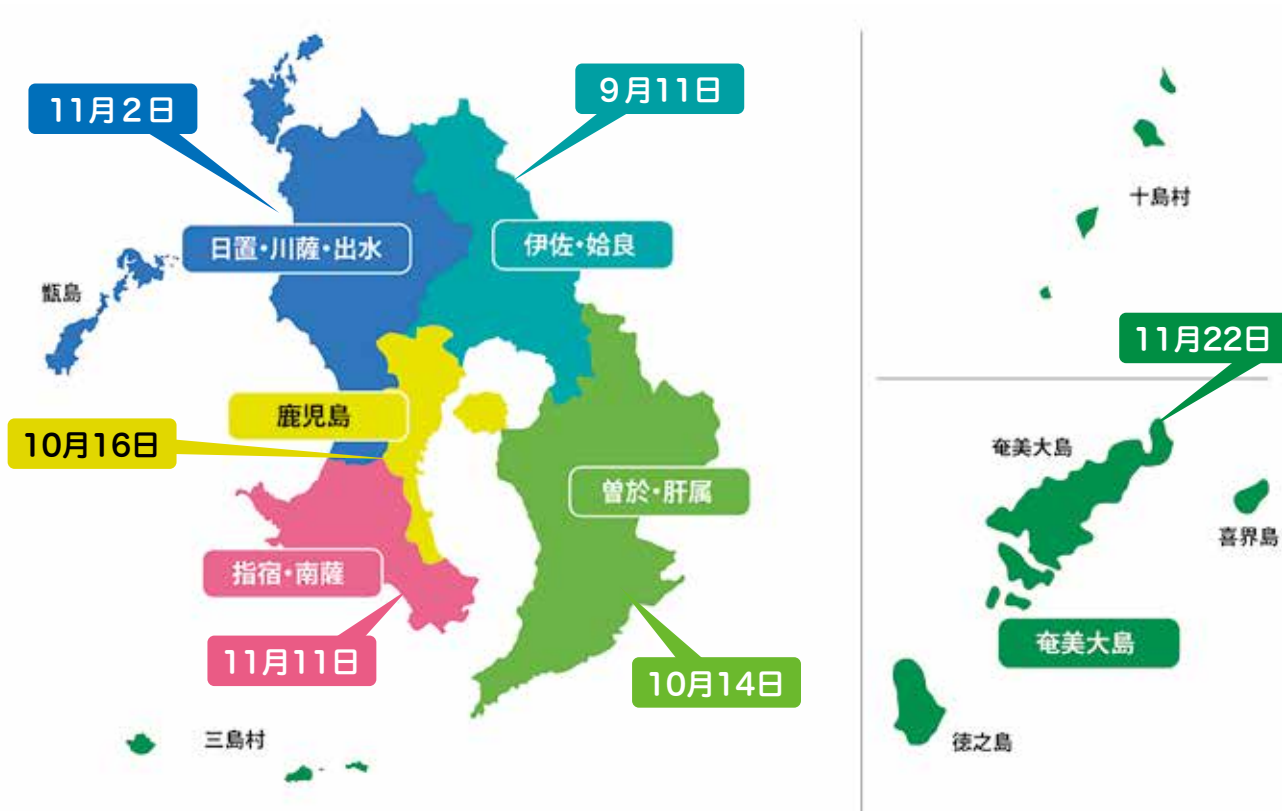 11月2日
9月11日
日置・川薩・出水
伊佐・姶良
甑島
鹿児島
10月16日
曽於・肝属
指宿・南薩
11月11日
10月14日
三島村
十島村
11月22日
奄美大島
喜界島
奄美大島
徳之島